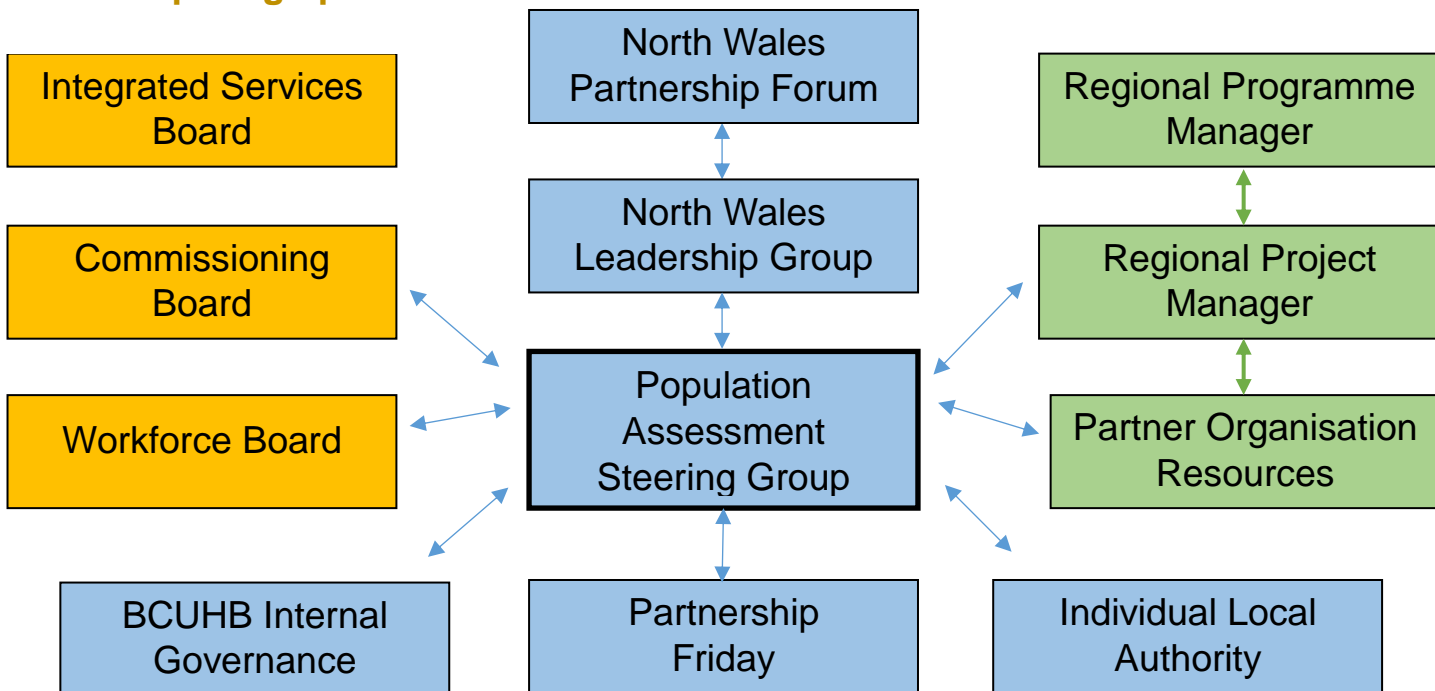 Integrated Services
Board
North Wales
Partnership Forum
Regional Programme
Manager
Commissioning
Board
North Wales
Leadership Group
Regional Project
Manager
Workforce Board
Population
Assessment
Steering Group
Partner Organisation
Resources
BCUHB Internal
Governance
Partnership
Friday
Individual Local
Authority